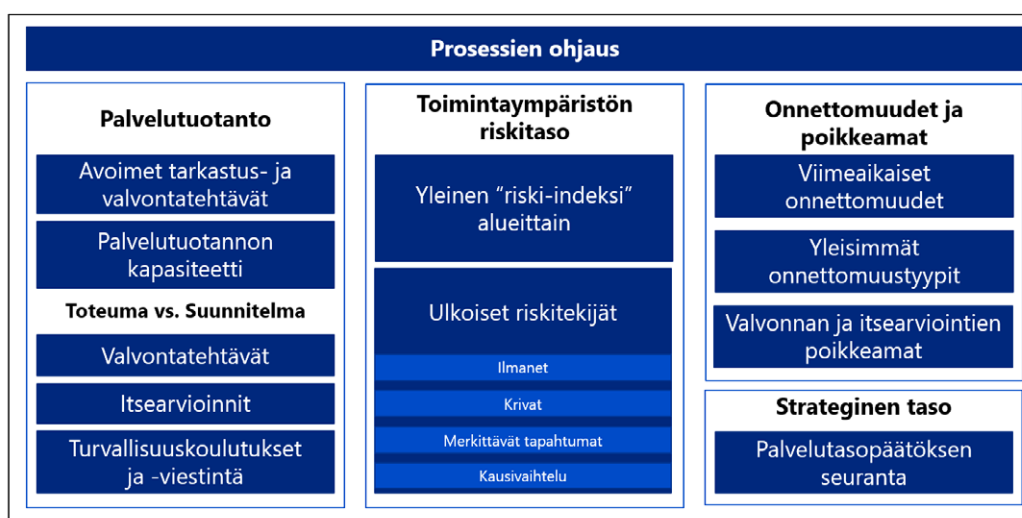 Prosessien ohjaus
Palvelutuotanto
Avoimet tarkastus- ja
valvontatehtävät
Palvelutuotannon
kapasiteetti
Toteuma vs. Suunnitelma
Valvontatehtävät
Itsearvioinnit
Turvallisuuskoulutukset
ja -viestintä
Toimintaympäristön
riskitaso
Yleinen “riski-indeksi”
alueittain
Ulkoiset riskitekijät
Ilmanet
Krivat
Merkittävät tapahtumat
Kausivaihtelu
Onnettomuudet ja
poikkeamat
Viimeaikaiset
onnettomuudet
Yleisimmät
onnettomuustyypit
Valvonnan ja itsearviointien
poikkeamat
Strateginen taso
Palvelutasopäätöksen
seuranta